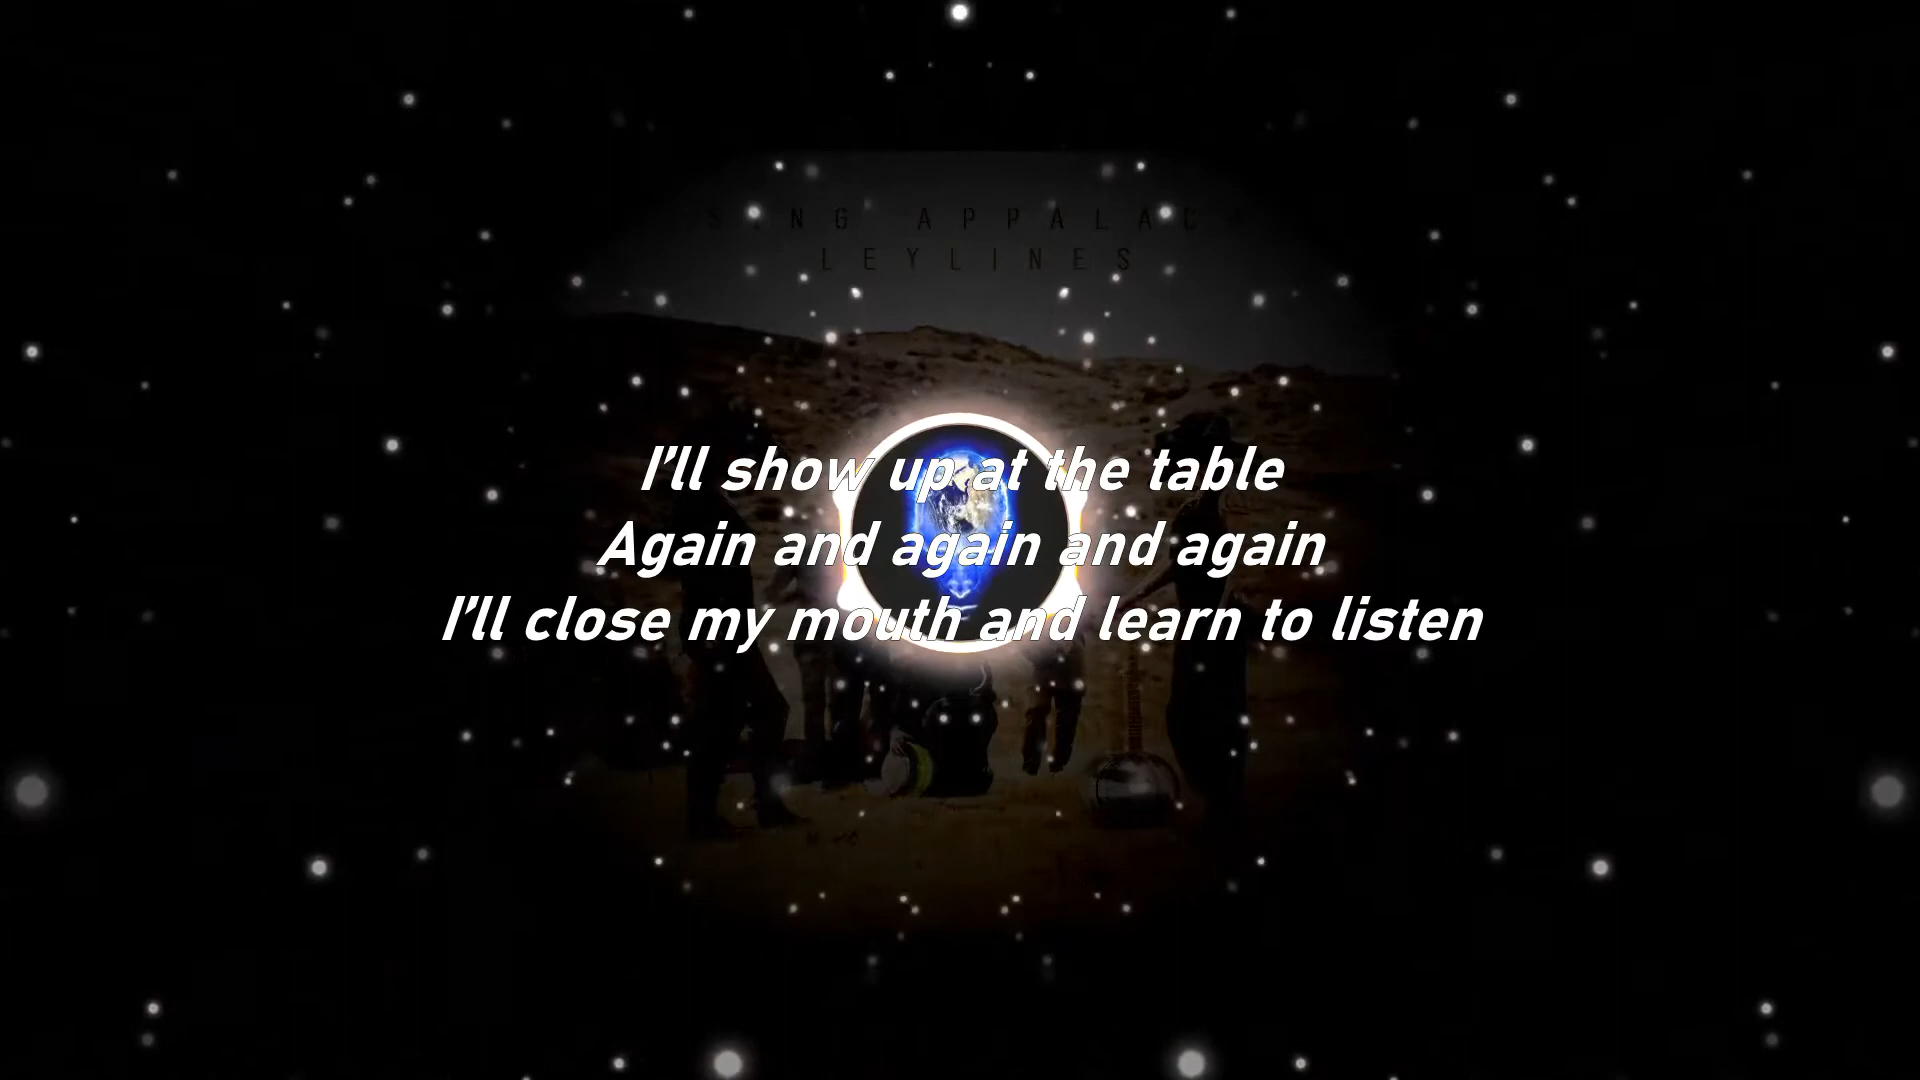 LEYLINES
I'll show up at the table
Again and again and again
I'll close my mouth and learn to listen